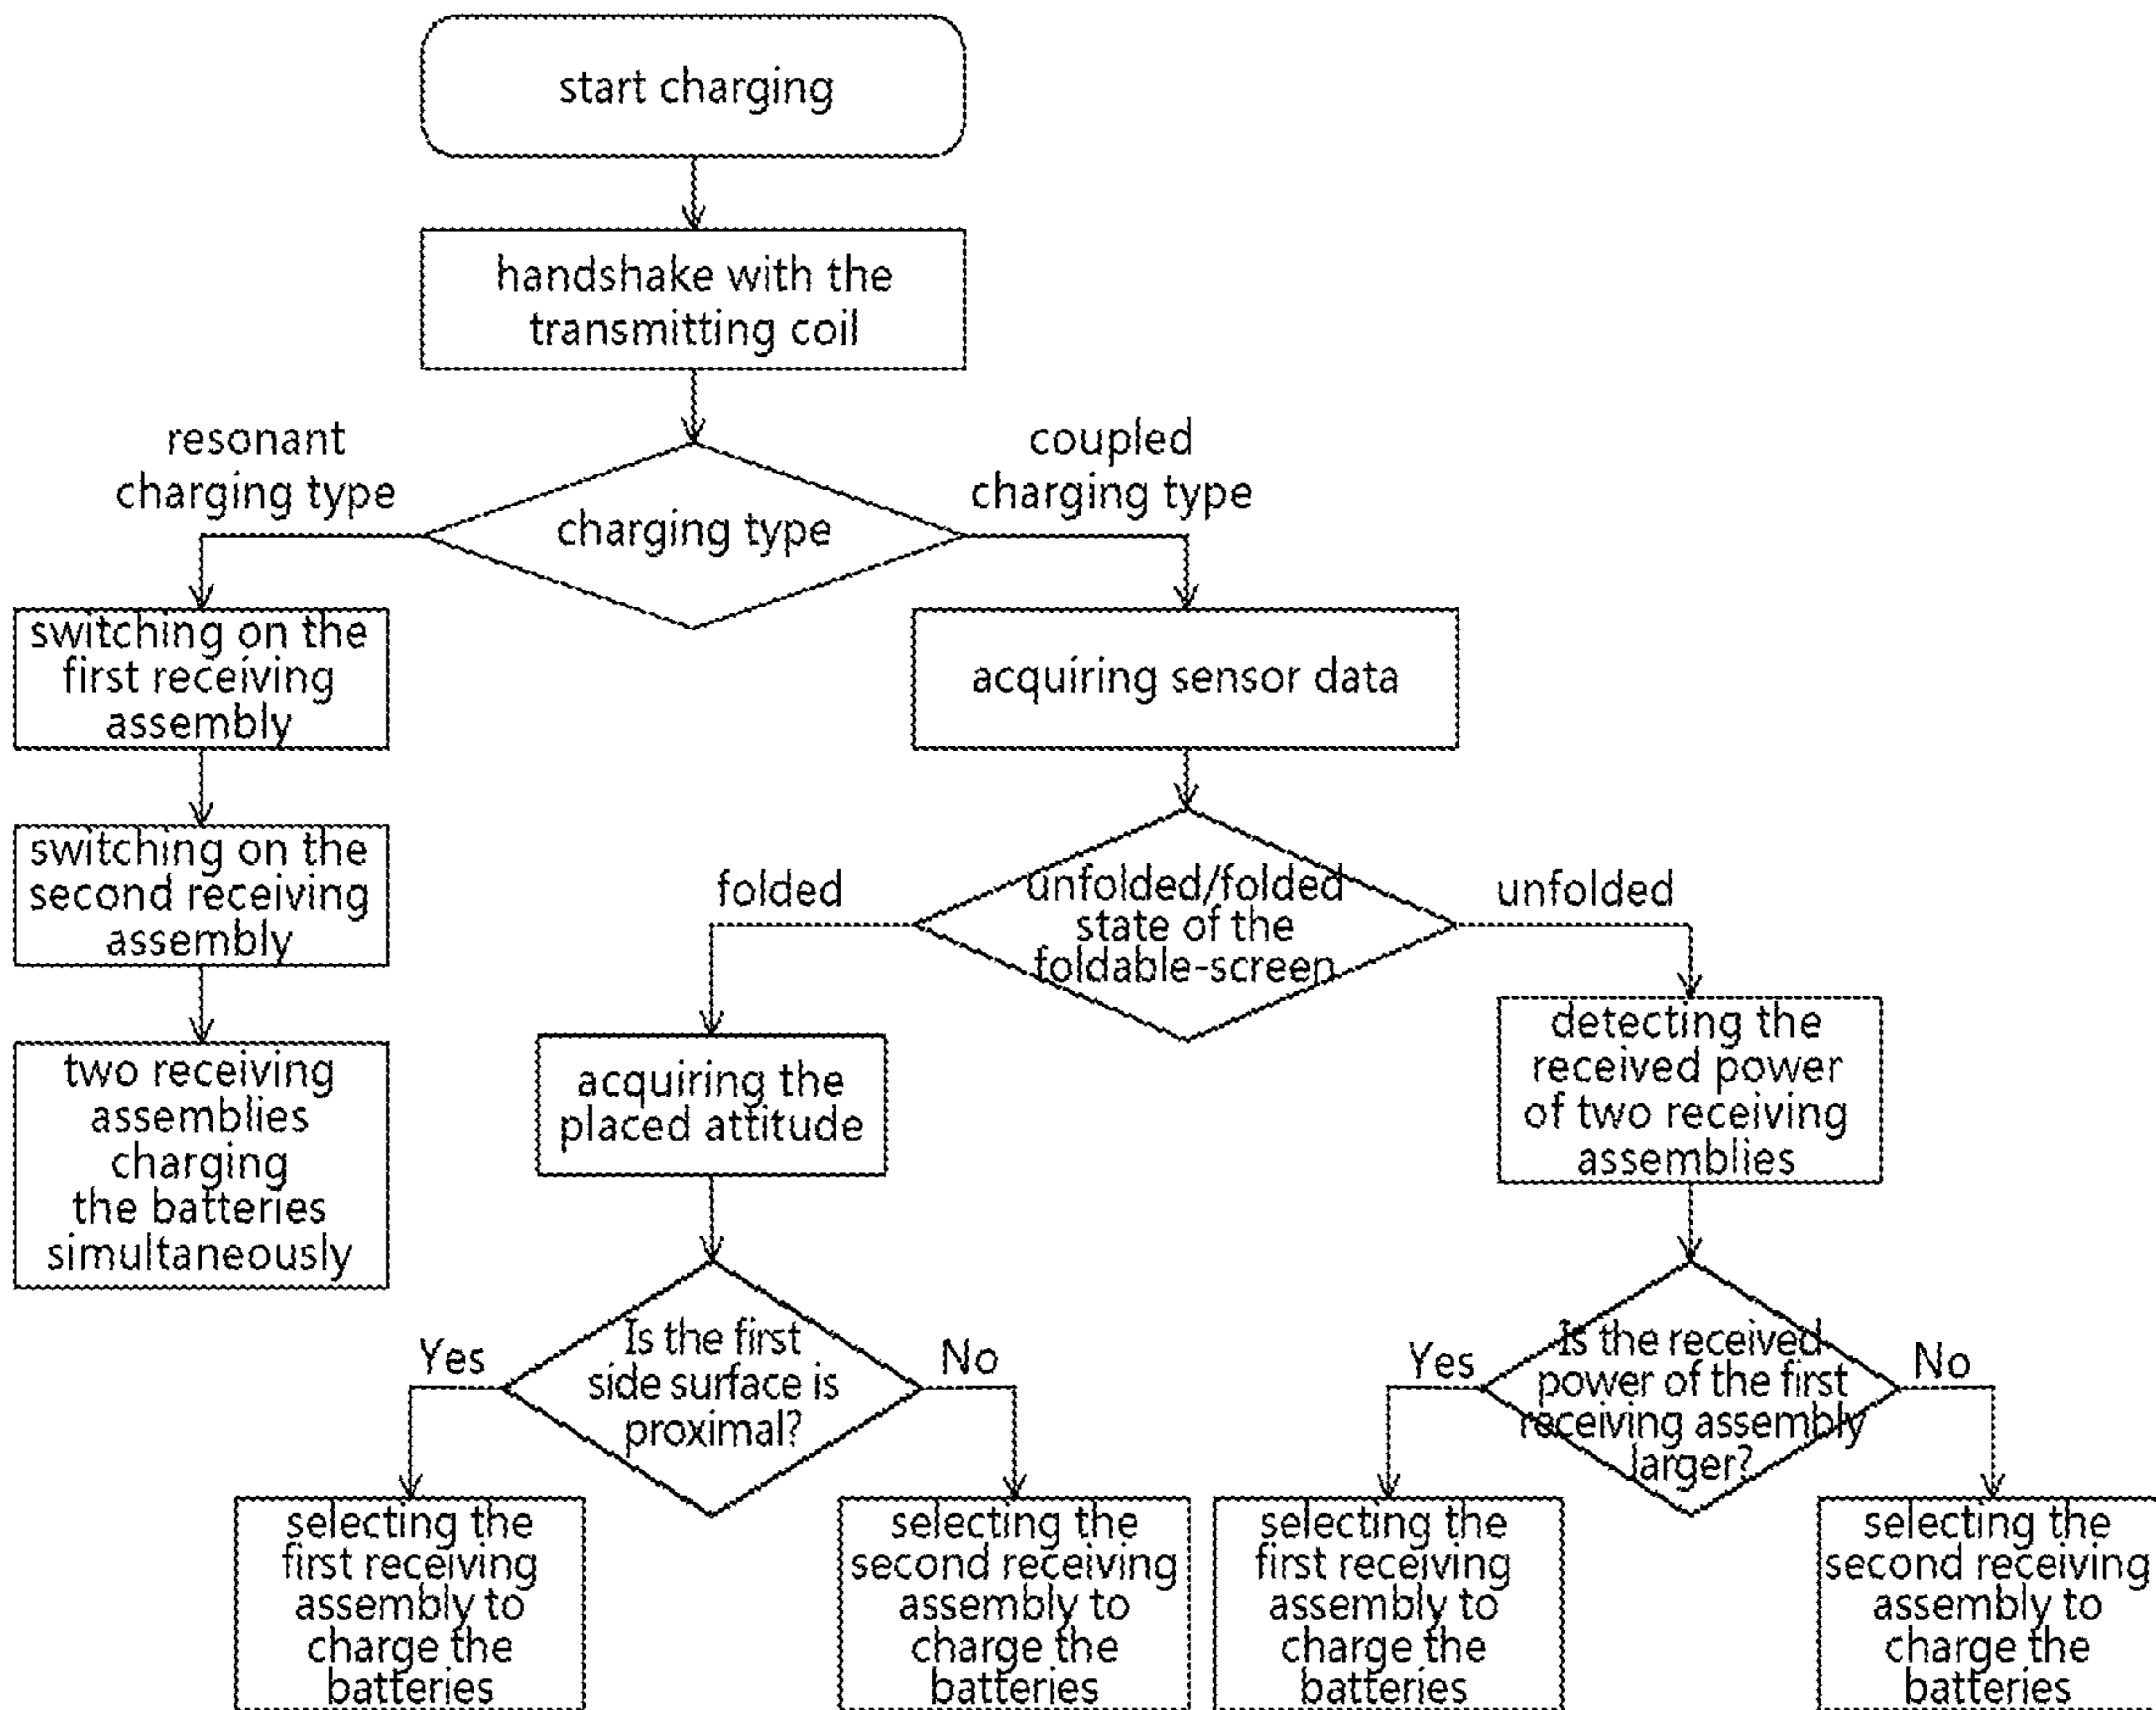 start charging
handshake with the
transmitting coil
resonant
charging type
coupled
charging type
charging type
switching on the
first receiving
assembly
acquiring sensor data
switching on the
second receiving
assembly
folded
unfolded/folded
state of the
foldable-screen
unfolded
two receiving
assemblies
charging
the batteries
simultaneously
acquiring the
placed attitude
detecting the
received power
of two receiving
assemblies
Yes
Is the first
side surface is
proximal?
No
Yes
Is the received
power of the first
receiving assembly
larger?
No
selecting the
first receiving
assembly to
charge the
batteries
selecting the
second receiving
assembly to
charge the
batteries
selecting the
first receiving
assembly to
charge the
batteries
selecting the
second receiving
assembly to
charge the
batteries